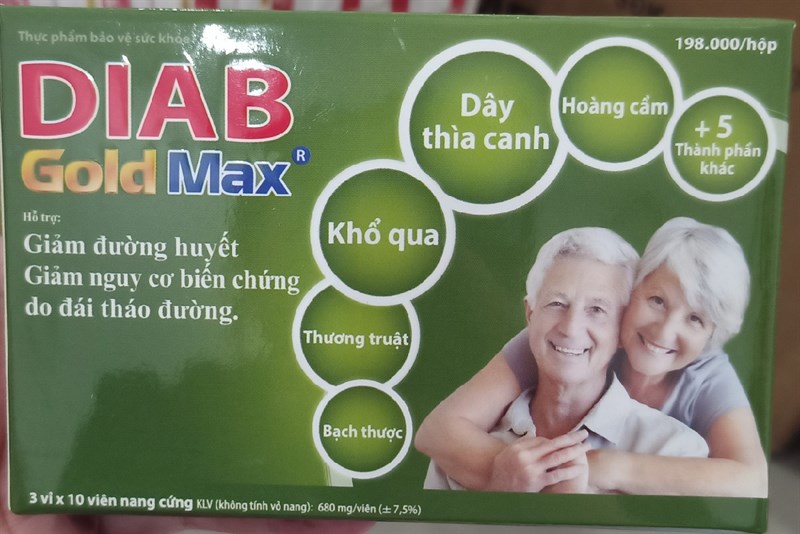 Thực phẩm bảo vệ sức khỏe
198.000/hộp
DIAB
Gold Max®
Hỗ trợ:
Giảm đường huyết
Giảm nguy cơ biến chứng
do đái tháo đường.
Dây
thìa canh
Hoàng cầm
+ 5
Thành phần
khác
Khổ qua
Thương truật
Bạch thược
3 vỉ x 10 viên nang cứng KLV (không tính vỏ nang): 680 mg/viên (± 7,5%)